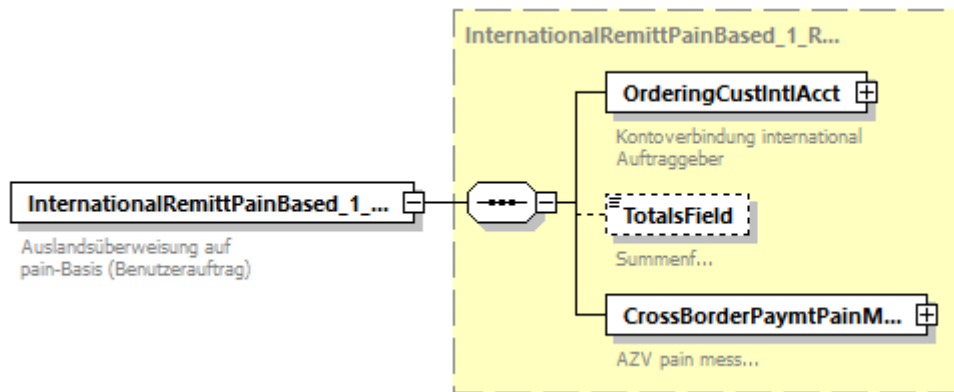 InternationalRemittPainBased_1_R...
OrderingCustIntlAcct
Kontoverbindung international
Auftraggeber
InternationalRemittPainBased_1_...
Auslandsüberweisung auf
pain-Basis (Benutzerauftrag)
TotalsField
Summenf...
CrossBorderPaymtPainM...
AZV pain mess...